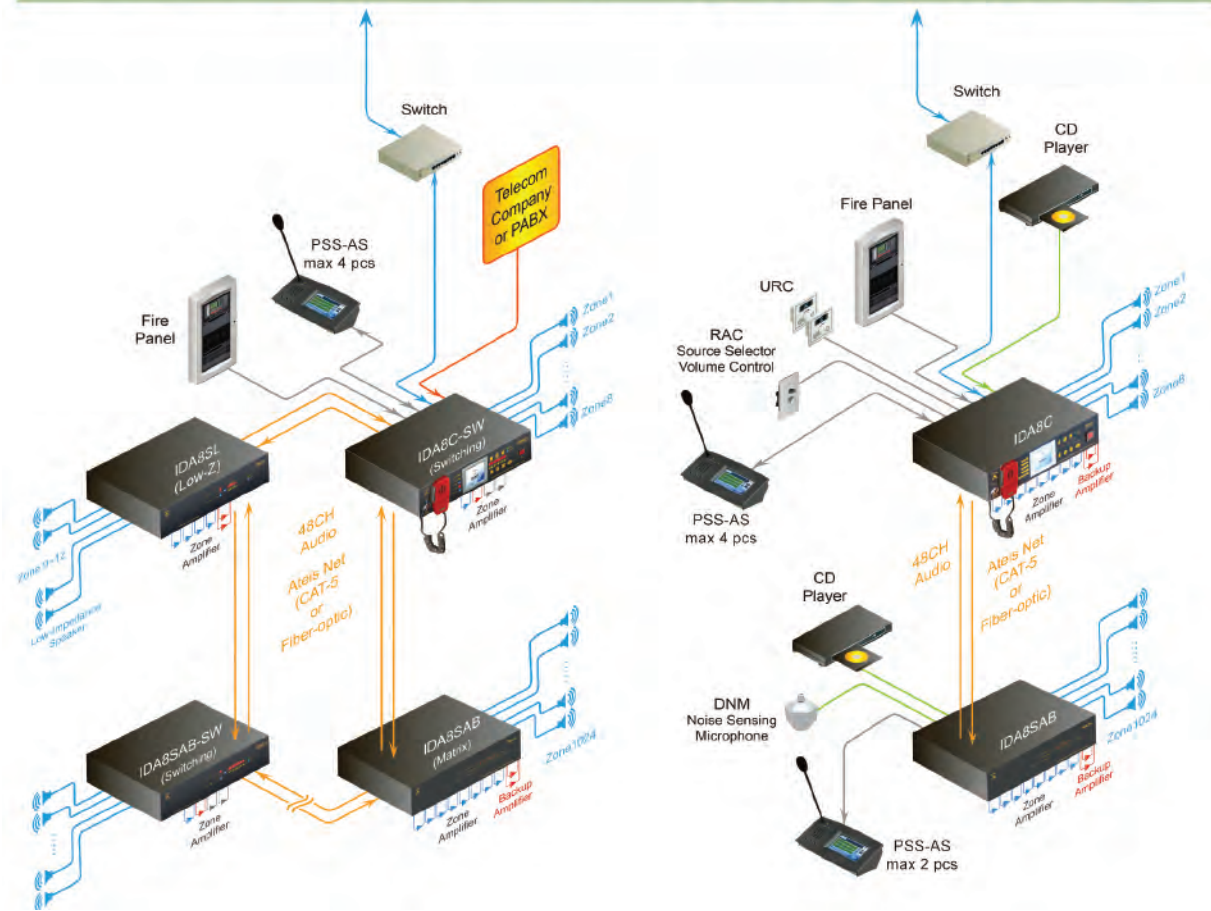 Switch
Telecom
Company
or PABX
PSS-AS
max 4 pcs
Fire
Panel
Zone1
Zone2
Zone8
IDA8SL
(Low-Z)
IDA8C-SW
(Switching)
Zone
Amplifier
Zone
Amplifier
Zone 9~12
Low-Impedance
Speaker
48CH
Audio
Ateis Net
(CAT-5
or
Fiber-optic)
IDA8SAB-SW
(Switching)
Zone
Amplifier
IDA8SAB
(Matrix)
Zone
Amplifier
Backup
Amplifier
Zone1024
Switch
CD
Player
Fire Panel
URC
RAC
Source Selector
Volume Control
PSS-AS
max 4 pcs
Zone1
Zone2
Zone8
IDA8C
Zone
Amplifier
Backup
Amplifier
48CH
Audio
Ateis Net
(CAT-5
or
Fiber-optic)
CD
Player
DNM
Noise Sensing
Microphone
IDA8SAB
Zone
Amplifier
Backup
Amplifier
Zone1024
PSS-AS
max 2 pcs